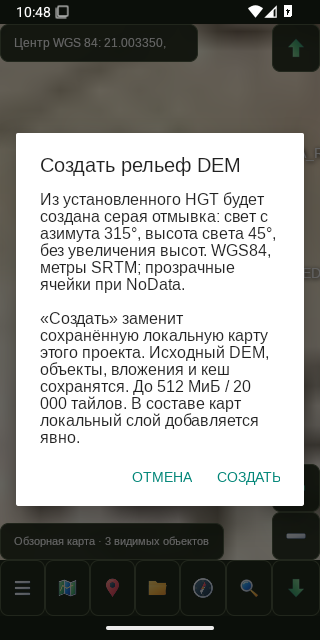 10:48
Центр WGS 84: 21.003350,
Создать рельеф DEM
Из установленного HGT будет
создана серая отмывка: свет с
азимута 315°, высота света 45°,
без увеличения высот. WGS84,
метры SRTM; прозрачные
ячейки при NoData.
«Создать» заменит
сохранённую локальную карту
этого проекта. Исходный DEM,
объекты, вложения и кеш
сохранятся. До 512 МиБ / 20
000 тайлов. В составе карт
локальный слой добавляется
явно.
ОТМЕНА СОЗДАТЬ
Обзорная карта · 3 видимых объектов